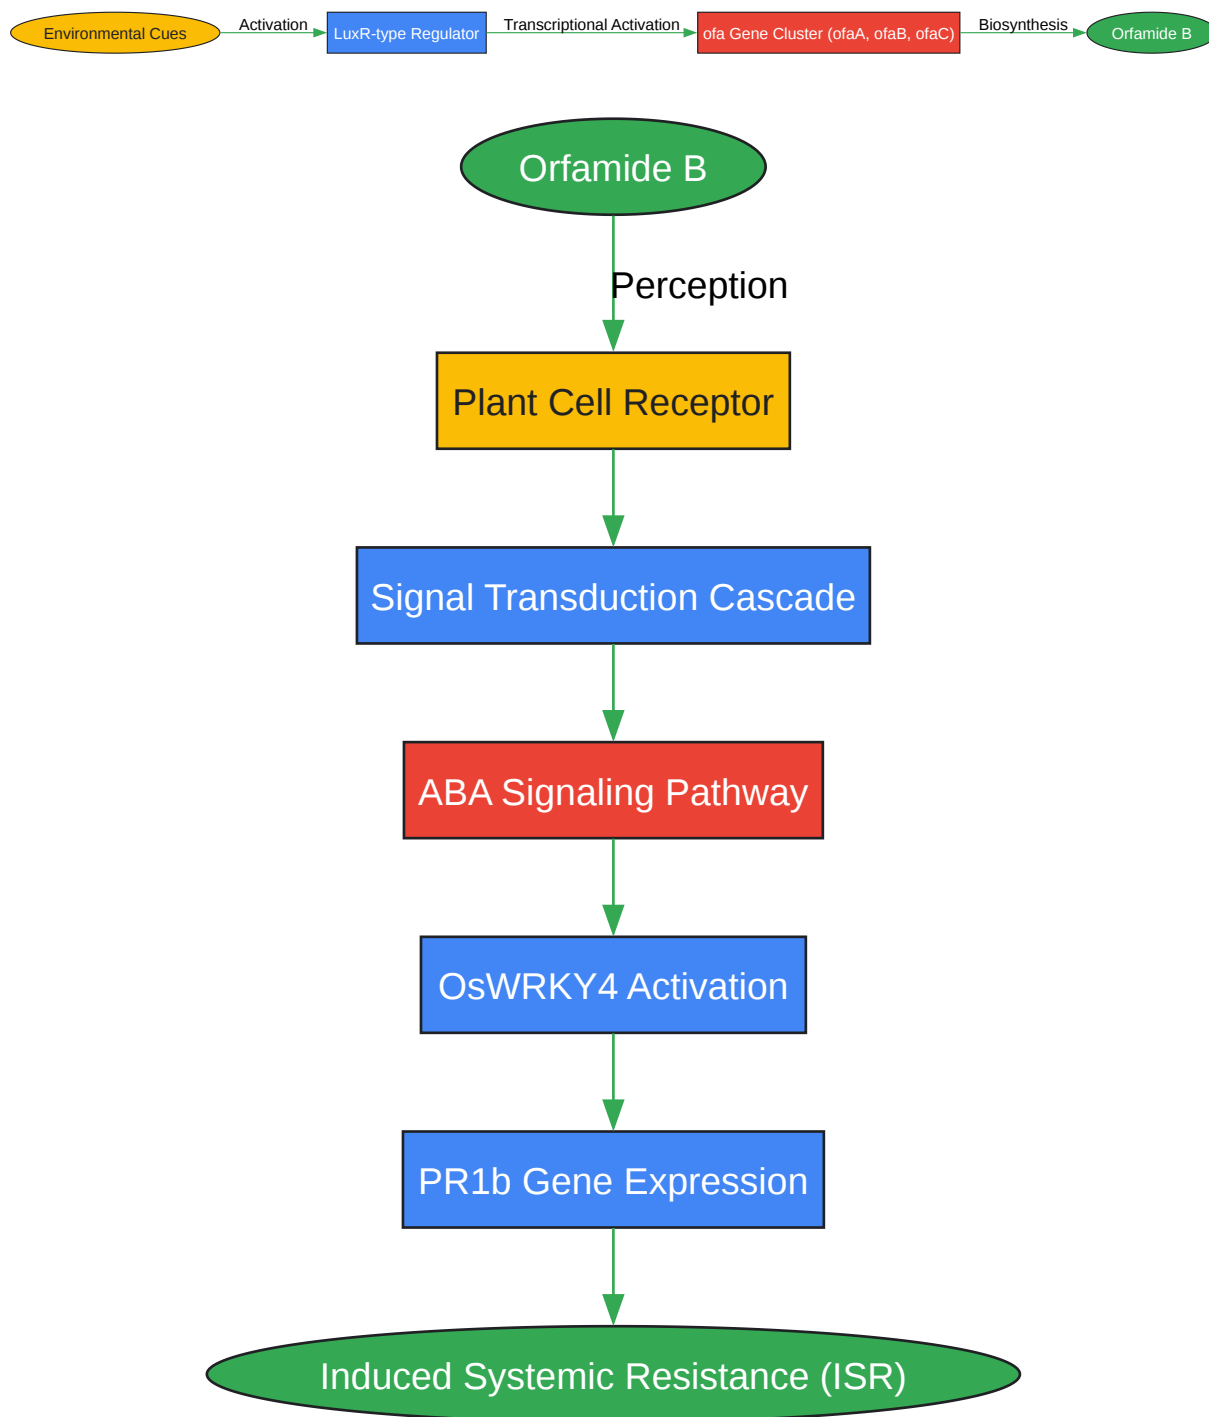 Environmental Cues
Activation
LuxR-type Regulator
Transcriptional Activation
ofa Gene Cluster (ofaA, ofaB, ofaC)
Biosynthesis
Orfamide B
Orfamide B
Perception
Plant Cell Receptor
Signal Transduction Cascade
ABA Signaling Pathway
OsWRKY4 Activation
PR1b Gene Expression
Induced Systemic Resistance (ISR)